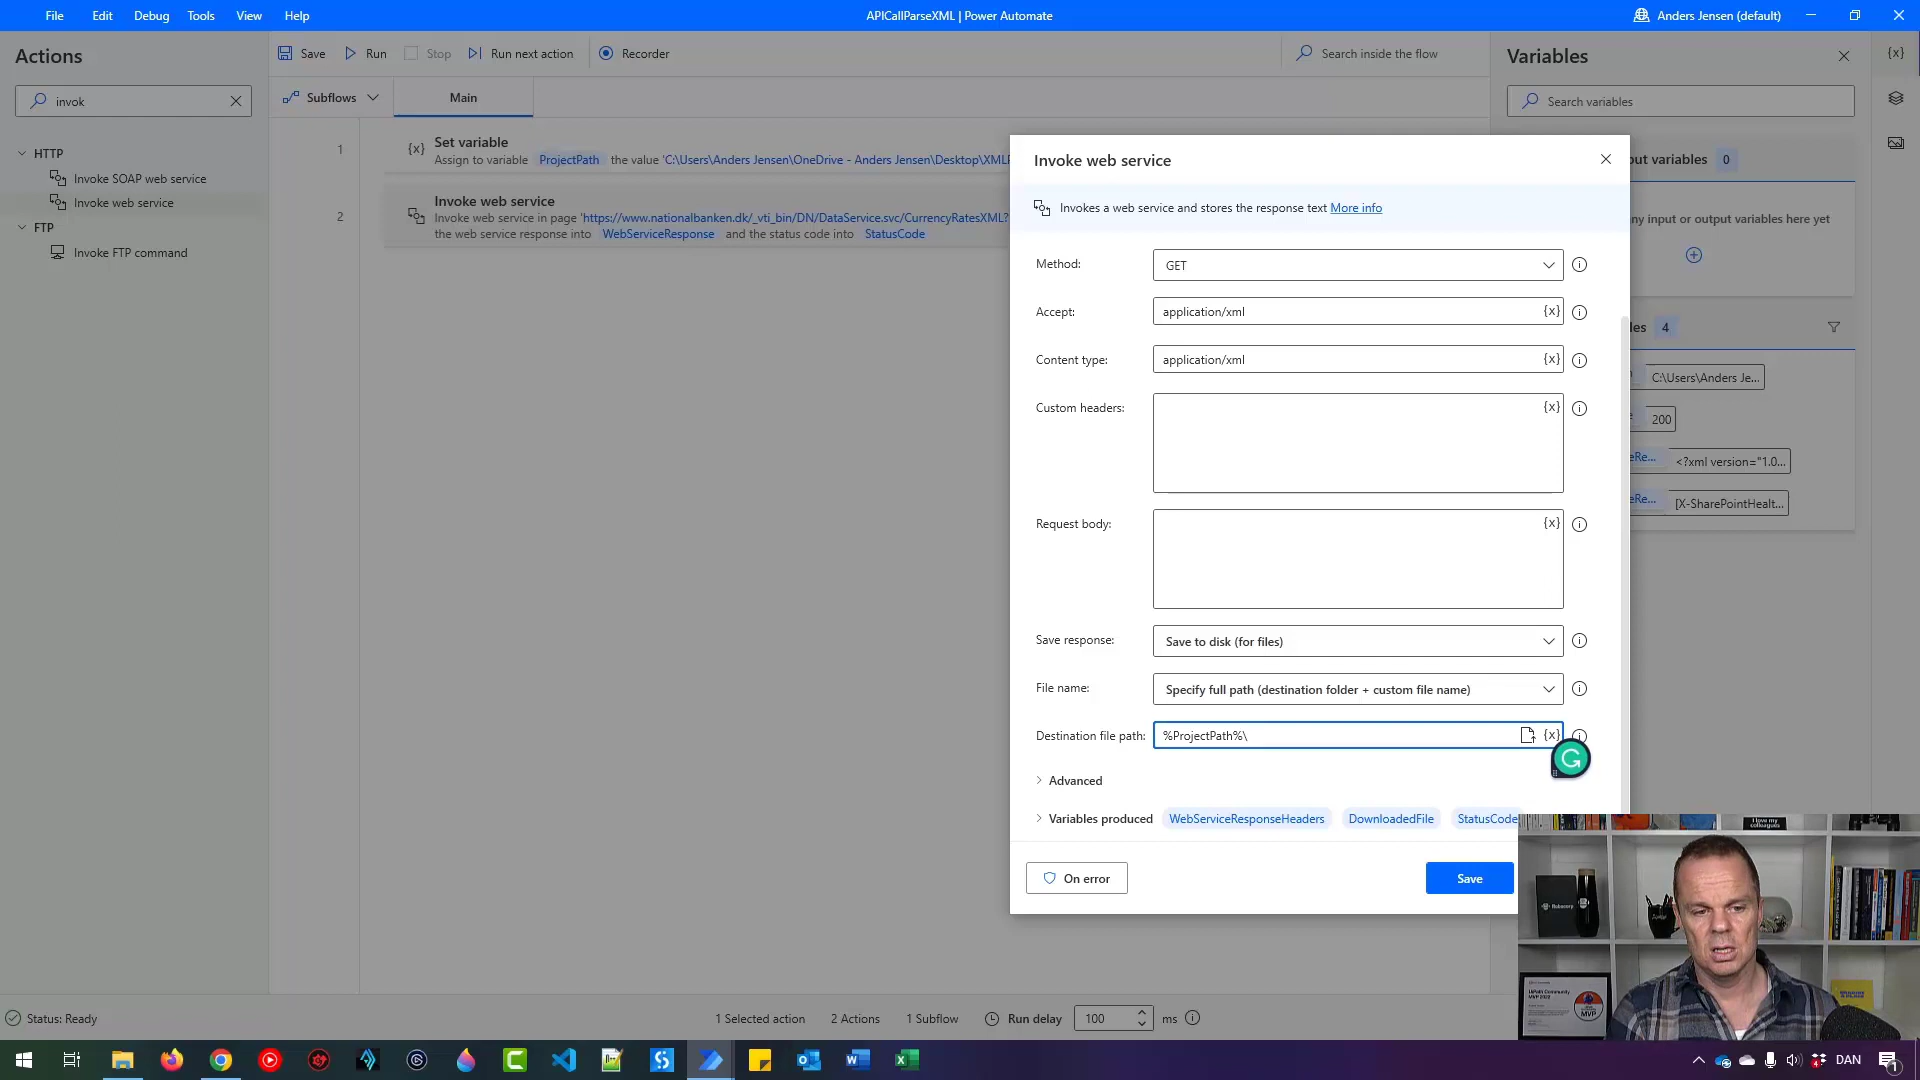 File Edit Debug Tools View Help
APICallParseXML | Power Automate
Anders Jensen (default)
Actions
invok
HTTP
Invoke SOAP web service
Invoke web service
FTP
Invoke FTP command
Save Run Stop Run next action Recorder
Search inside the flow
Subflows Main
1
Set variable
{x}
Assign to variable ProjectPath the value 'C:\Users\Anders Jensen\OneDrive - Anders Jensen\Desktop\XML
2
Invoke web service
Invoke web service in page 'https://www.nationalbanken.dk/_vti_bin/DN/DataService.svc/CurrencyRatesXML?
the web service response into WebServiceResponse and the status code into StatusCode
Invoke web service
Invokes a web service and stores the response text More info
Method: GET
Accept: application/xml {x}
Content type: application/xml {x}
Custom headers: {x}
Request body: {x}
Save response: Save to disk (for files)
File name: Specify full path (destination folder + custom file name)
Destination file path: %ProjectPath%\ {x}
Advanced
Variables produced WebServiceResponseHeaders DownloadedFile StatusCode
On error Save
Variables
{x}
Search variables
put variables 0
ny input or output variables here yet
les 4
C:\Users\Anders Je...
200
eRe... <?xml version="1.0...
eRe... [X-SharePointHealt...
I love my
colleagues
MVP
Status: Ready
1 Selected action 2 Actions 1 Subflow Run delay 100 ms
DAN
1